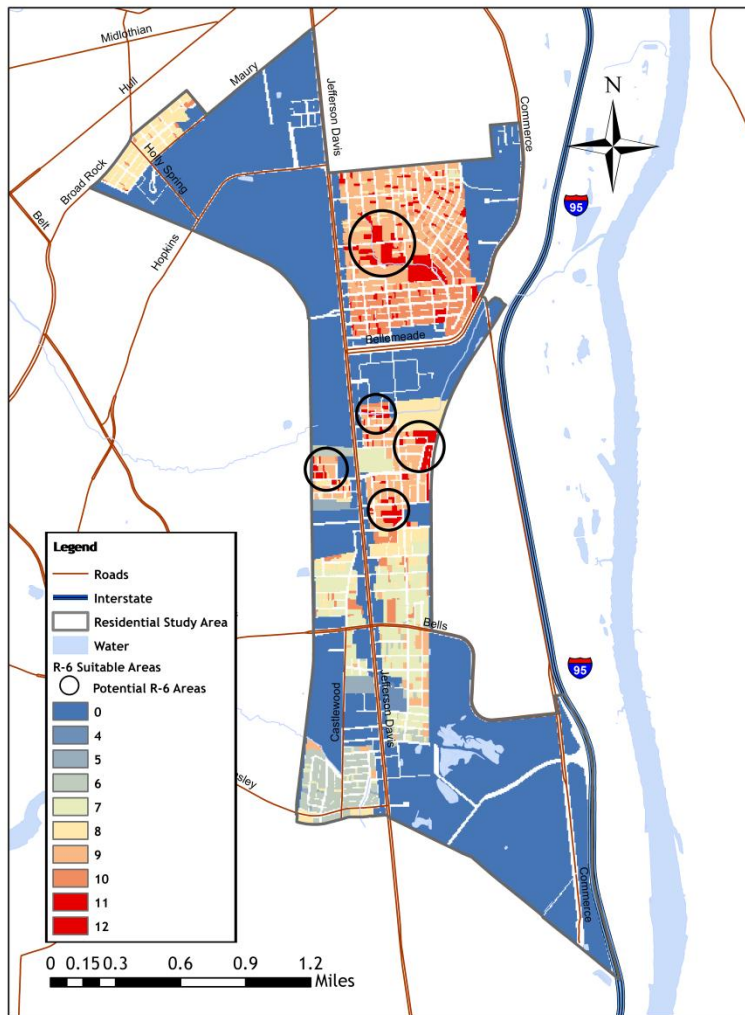 Midlothian
Hull
Maury
Jefferson Davis
Commerce
N
Holly Spring
Broad Rock
Belt
Hopkins
95
Bellemeade
Legend
Roads
Interstate
Residential Study Area
Water
R-6 Suitable Areas
Potential R-6 Areas
0
4
5
6
7
8
9
10
11
12
Bells
95
Castlewood
Jefferson Davis
sley
Commerce
0 0.15 0.3 0.6 0.9 1.2
Miles